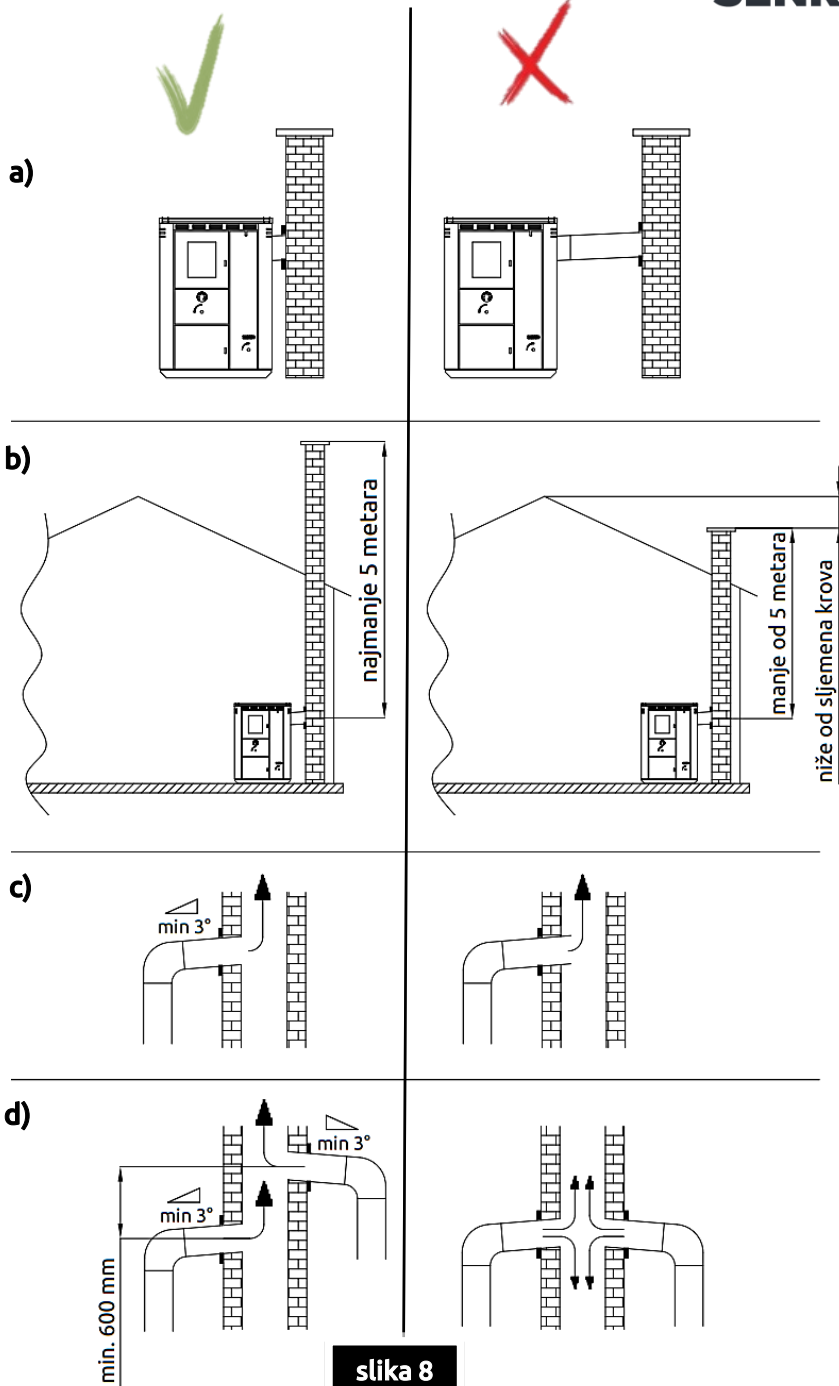 a)
b)
najmanje 5 metara
manje od 5 metara
niže od sljemena krova
c)
min 3°
d)
min 3°
min 3°
min. 600 mm
slika 8